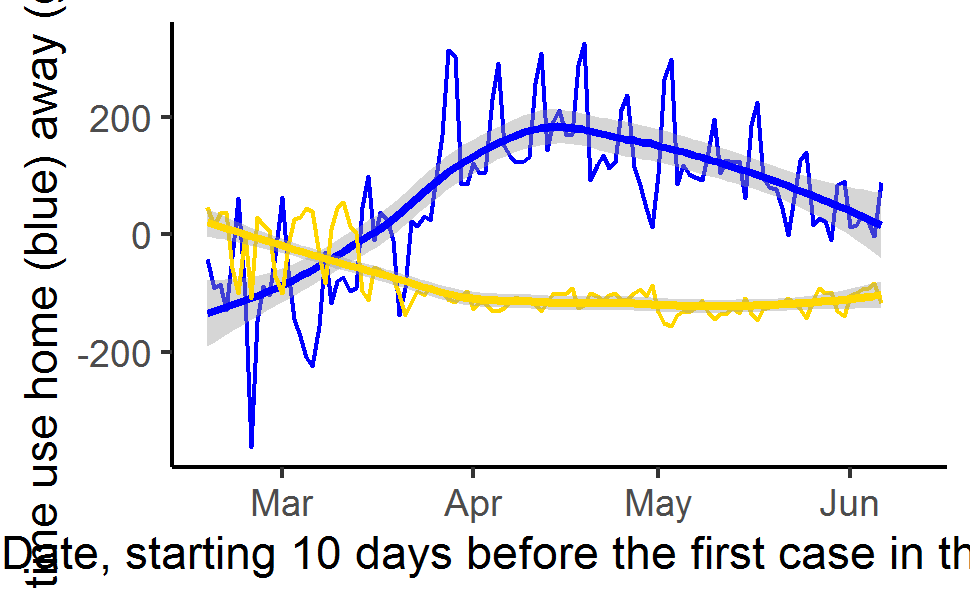 time use home (blue) away (
200
0
-200
Mar Apr May Jun
Date, starting 10 days before the first case in th